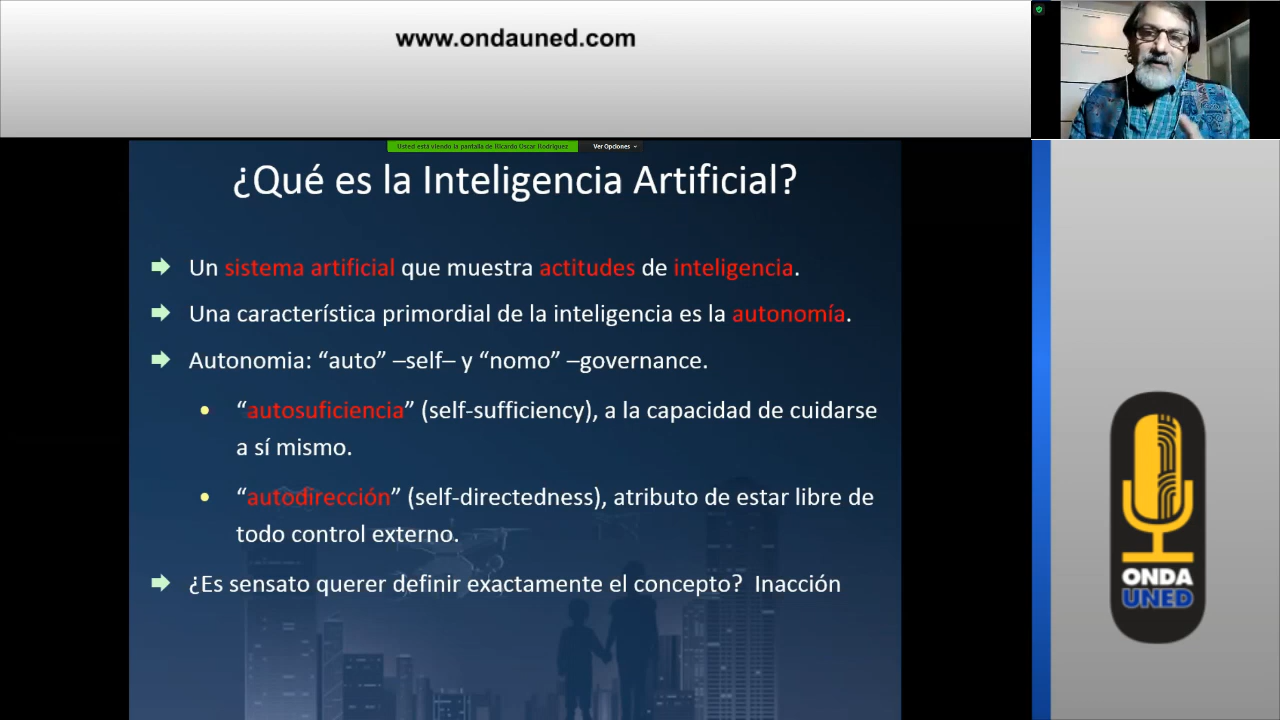 www.ondauned.com
Usted está viendo la pantalla de Ricardo Oscar Rodriguez
Ver Opciones
¿Qué es la Inteligencia Artificial?
Un sistema artificial que muestra actitudes de inteligencia.
Una característica primordial de la inteligencia es la autonomía.
Autonomia: “auto” –self– y “nomo” –governance.
“autosuficiencia” (self-sufficiency), a la capacidad de cuidarse
a sí mismo.
“autodirección” (self-directedness), atributo de estar libre de
todo control externo.
¿Es sensato querer definir exactamente el concepto? Inacción
ONDA
UNED